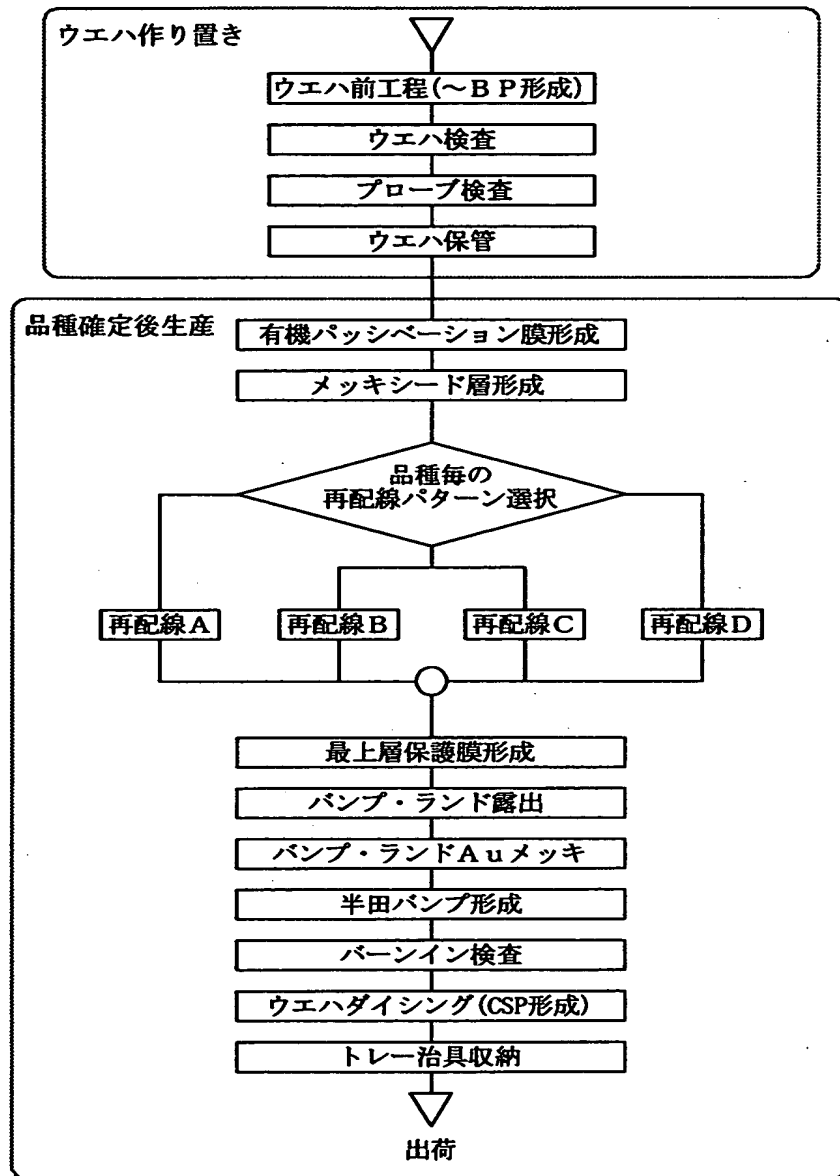 ウエハ作り置き
ウエハ前工程(～BP形成)
ウエハ検査
プローブ検査
ウエハ保管
品種確定後生産
有機パッシベーション膜形成
メッキシード層形成
品種毎の
再配線パターン選択
再配線A
再配線B
再配線C
再配線D
最上層保護膜形成
バンプ・ランド露出
バンプ・ランドAuメッキ
半田バンプ形成
バーンイン検査
ウエハダイシング(CSP形成)
トレー治具収納
出荷